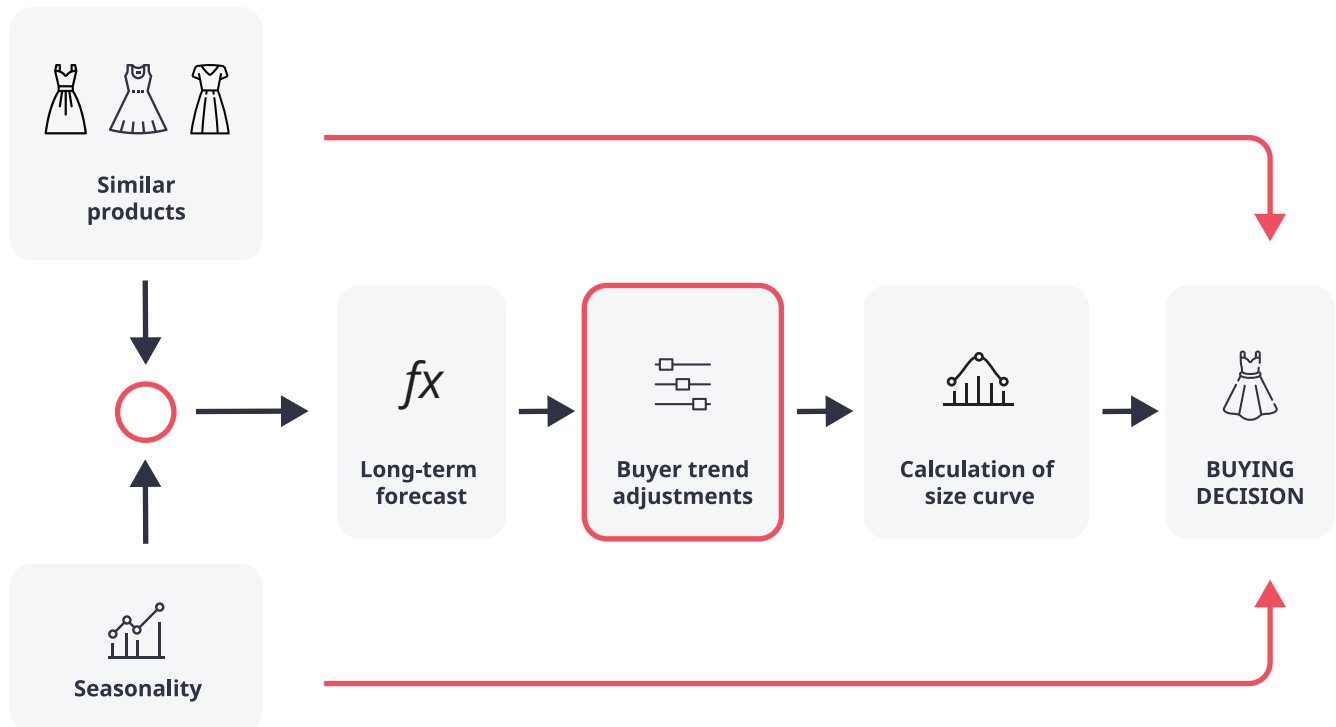 Similar
products
fx
Long-term
forecast
Buyer trend
adjustments
Calculation of
size curve
BUYING
DECISION
Seasonality